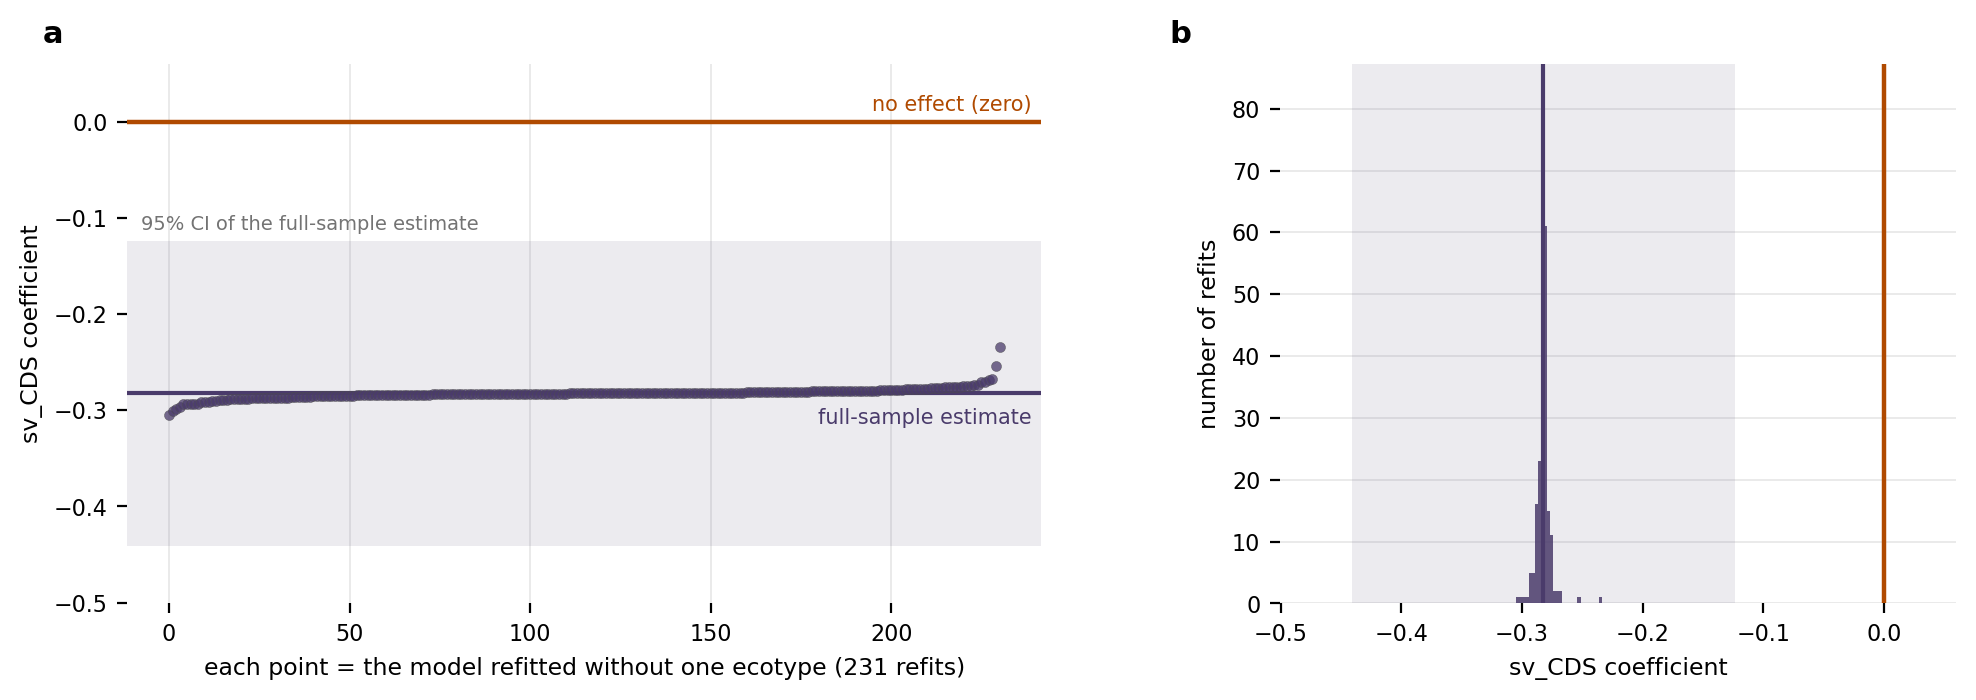 a
no effect (zero)
95% CI of the full-sample estimate
full-sample estimate
sv_CDS coefficient
0.0
−0.1
−0.2
−0.3
−0.4
−0.5
0
50
100
150
200
each point = the model refitted without one ecotype (231 refits)
b
number of refits
80
70
60
50
40
30
20
10
0
−0.5
−0.4
−0.3
−0.2
−0.1
0.0
sv_CDS coefficient